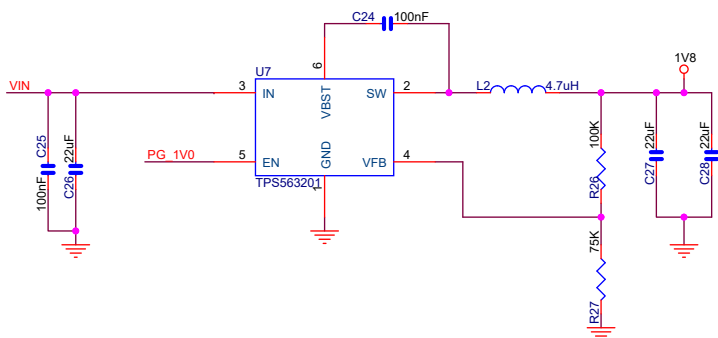 C24
100nF
1V8
U7
6
VBST
VIN
3
IN
SW
2
L2
4.7uH
C25
100nF
22uF
C26
100K
R26
22uF
C27
22uF
C28
PG_1V0
5
EN
GND
VFB
4
TPS563201
1
75K
R27